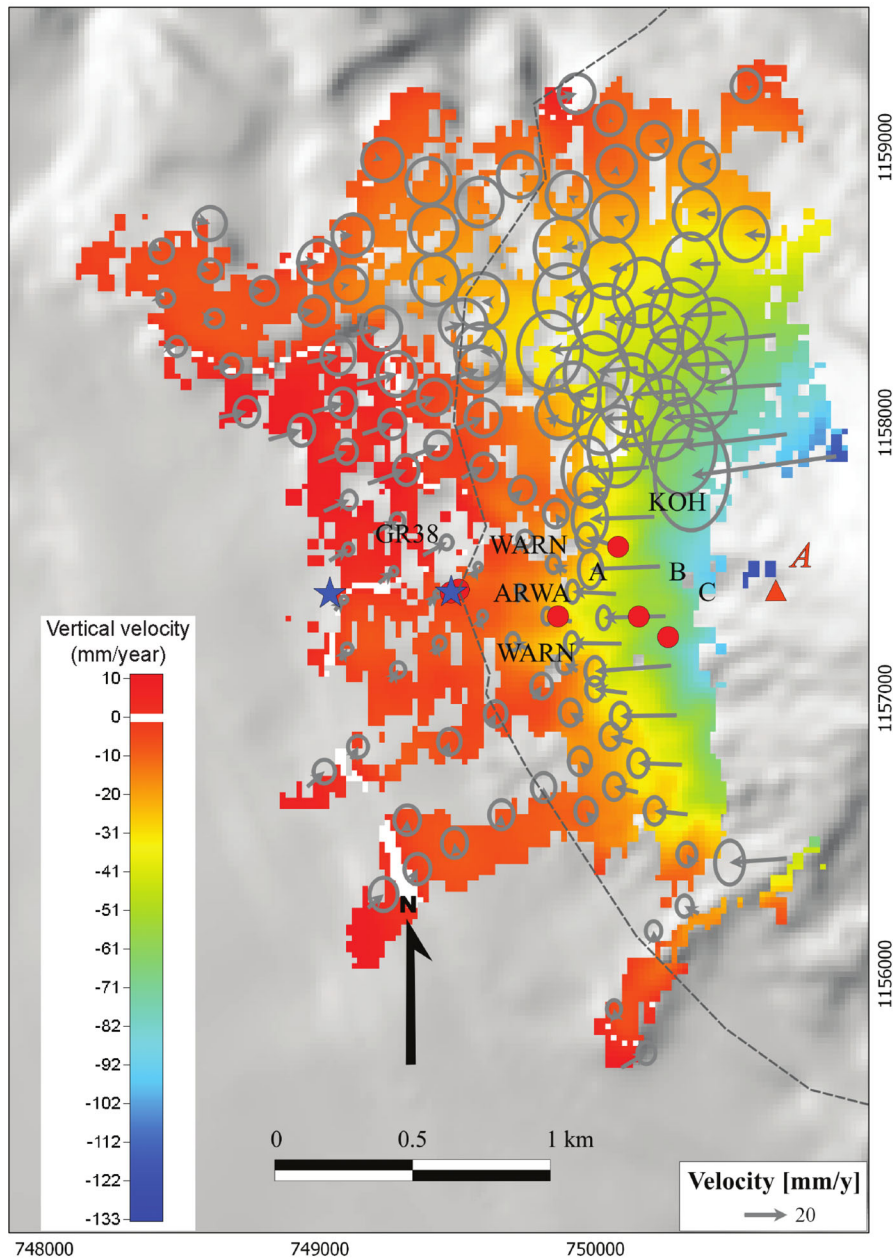 1159000
1158000
KOH
GR38
WARN
A
ARWA
A
B
C
WARN
1157000
Vertical velocity
(mm/year)
10
0
-10
-20
-31
-41
-51
-61
-71
-82
-92
-102
-112
-122
-133
N
1156000
0
0.5
1 km
Velocity [mm/y]
20
748000
749000
750000